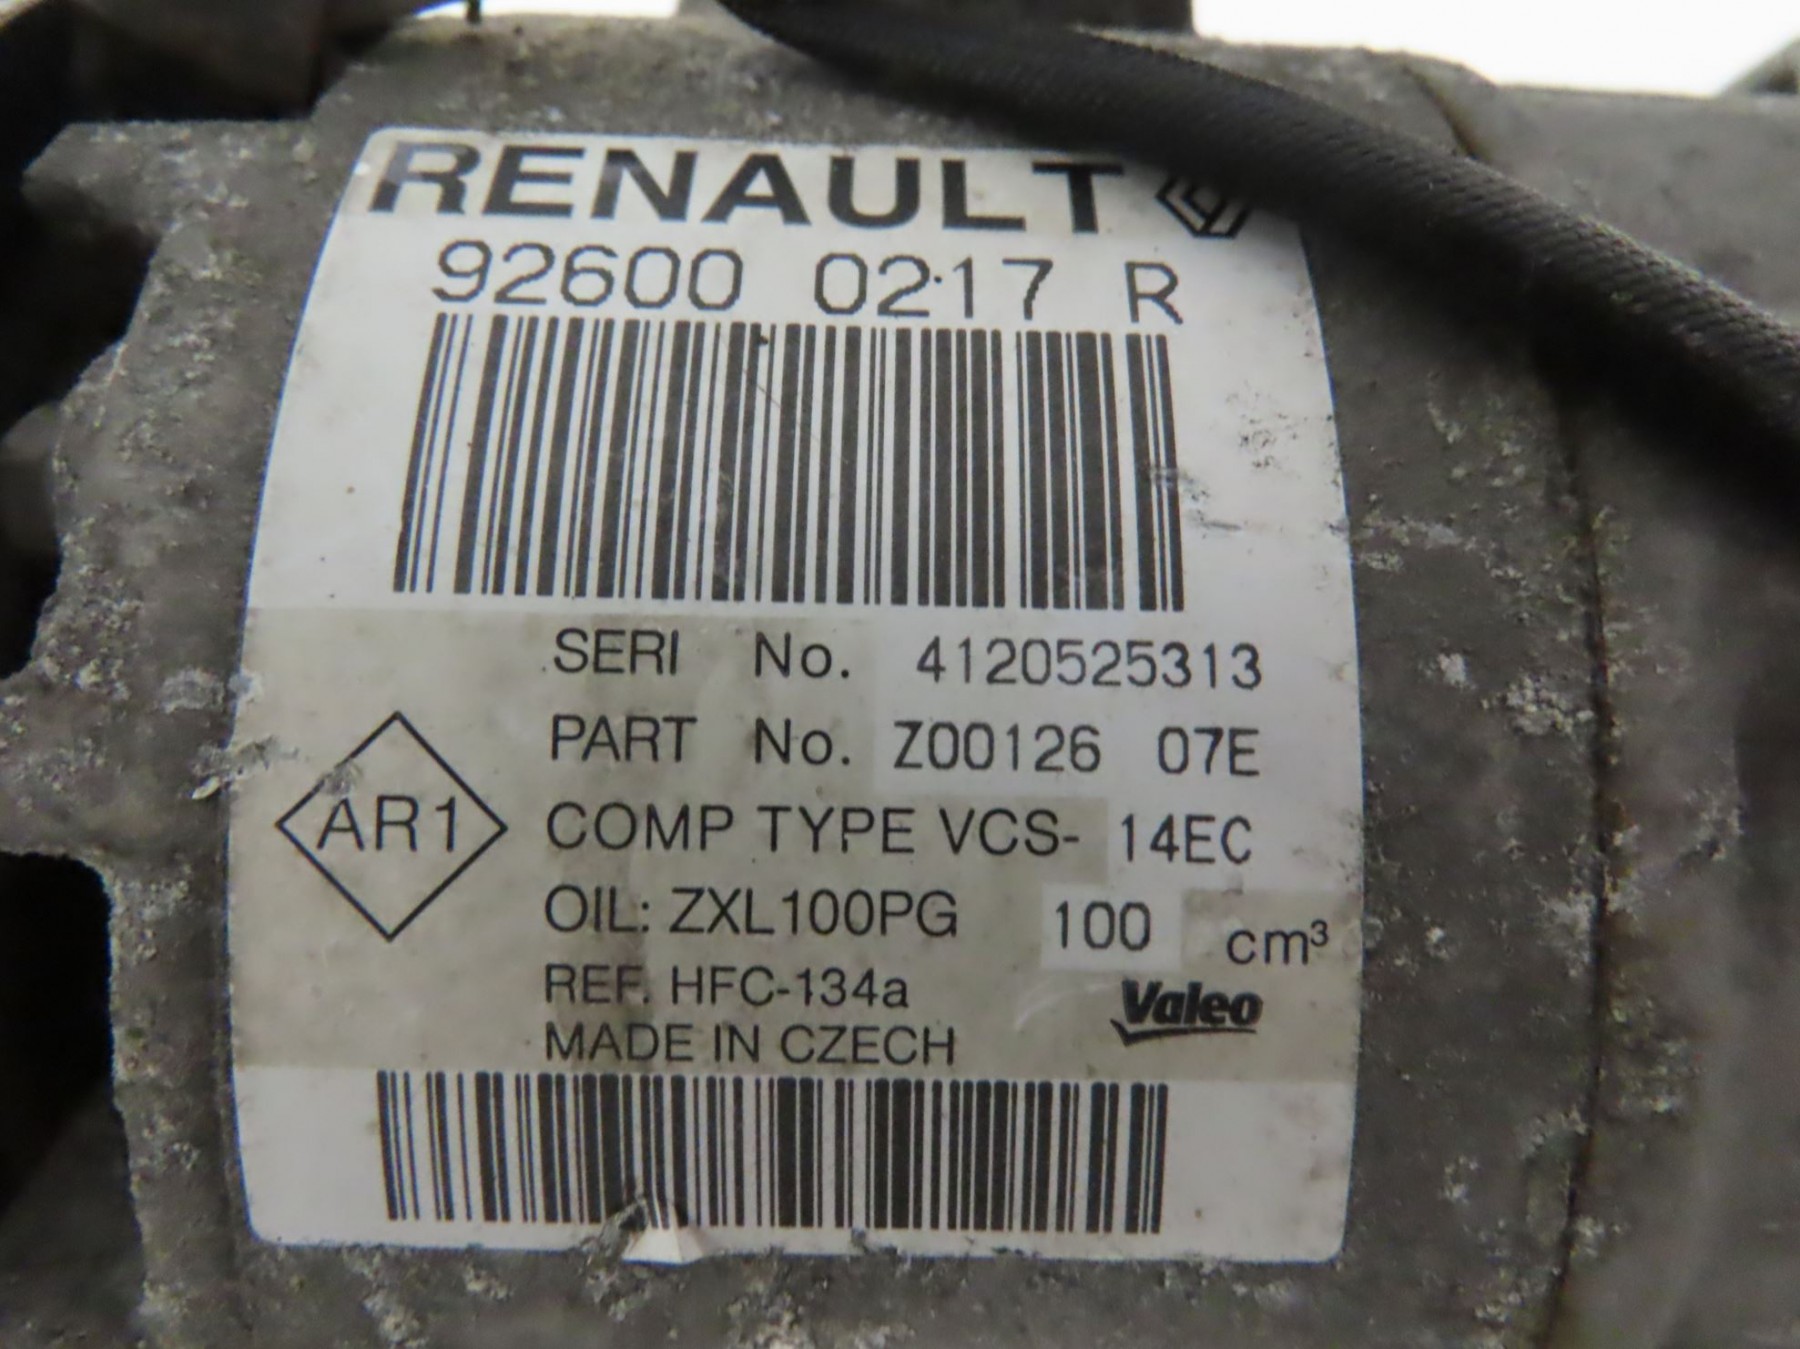 RENAULT
92600 0217 R
SERI No. 4120525313
PART No. Z00126 07E
AR1
COMP TYPE VCS- 14EC
OIL: ZXL100PG 100 cm³
REF. HFC-134a
Valeo
MADE IN CZECH